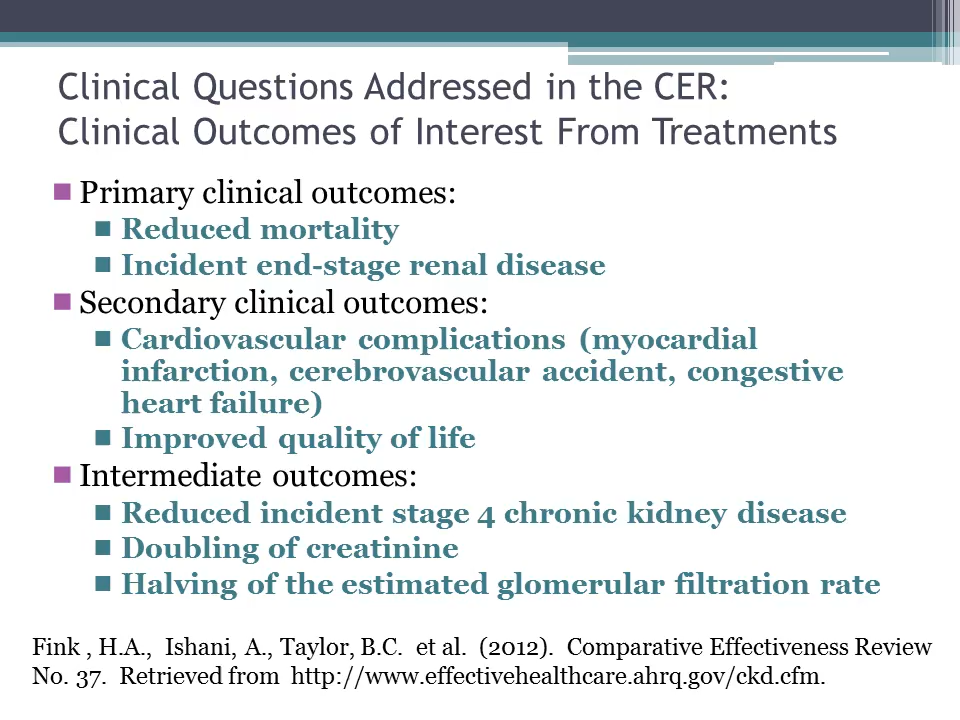 Clinical Questions Addressed in the CER:
Clinical Outcomes of Interest From Treatments
Primary clinical outcomes:
Reduced mortality
Incident end-stage renal disease
Secondary clinical outcomes:
Cardiovascular complications (myocardial
infarction, cerebrovascular accident, congestive
heart failure)
Improved quality of life
Intermediate outcomes:
Reduced incident stage 4 chronic kidney disease
Doubling of creatinine
Halving of the estimated glomerular filtration rate
Fink , H.A., Ishani, A., Taylor, B.C. et al. (2012). Comparative Effectiveness Review
No. 37. Retrieved from http://www.effectivehealthcare.ahrq.gov/ckd.cfm.